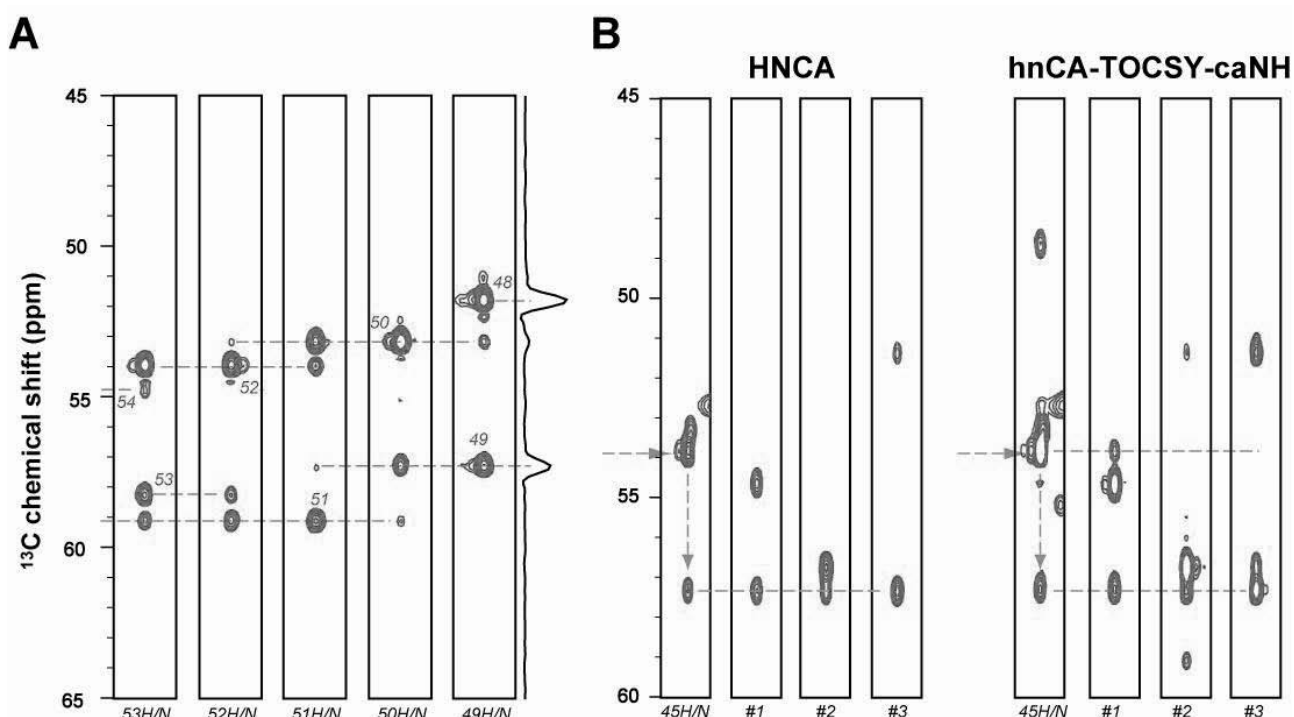 A
B
HNCA
hnCA-TOCSY-caNH
13C chemical shift (ppm)
45
50
55
60
65
54
53
52
51
50
49
48
53H/N
52H/N
51H/N
50H/N
49H/N
45
50
55
60
45H/N
#1
#2
#3
45H/N
#1
#2
#3